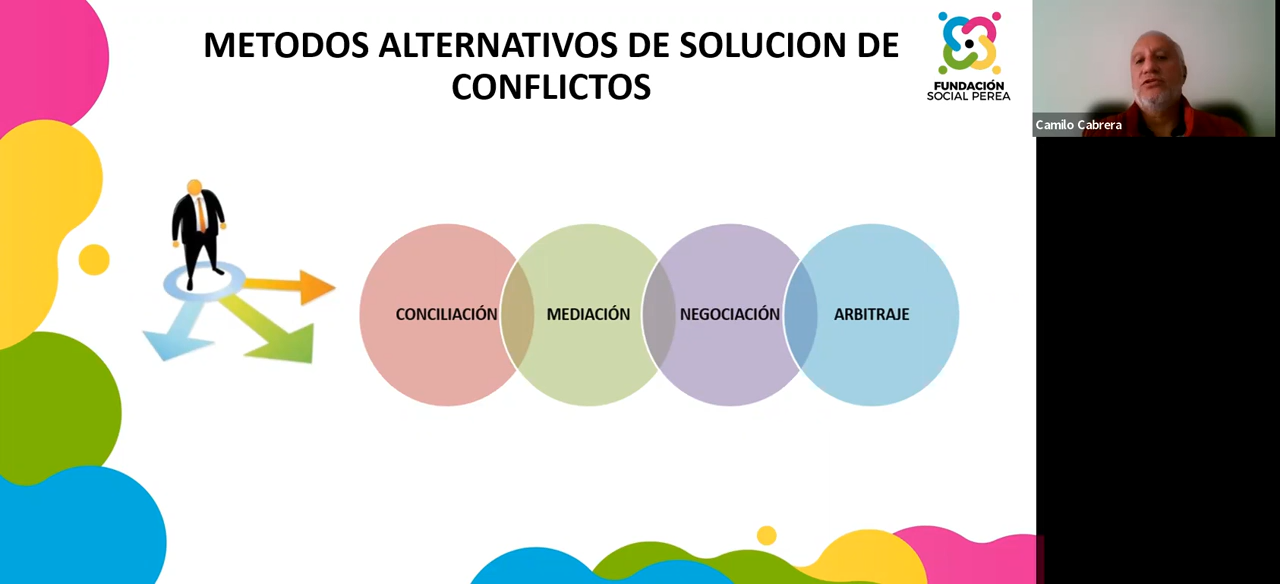 METODOS ALTERNATIVOS DE SOLUCION DE
CONFLICTOS
FUNDACIÓN
SOCIAL PEREA
Camilo Cabrera
CONCILIACIÓN
MEDIACIÓN
NEGOCIACIÓN
ARBITRAJE